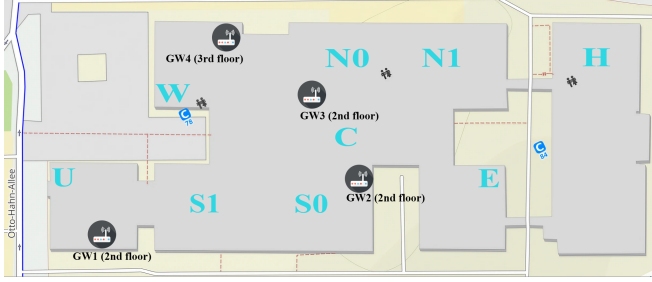 GW4 (3rd floor)
N0
N1
H
W
GW3 (2nd floor)
76
C
84
U
E
S1
S0
GW2 (2nd floor)
Otto-Hahn-Allee
GW1 (2nd floor)